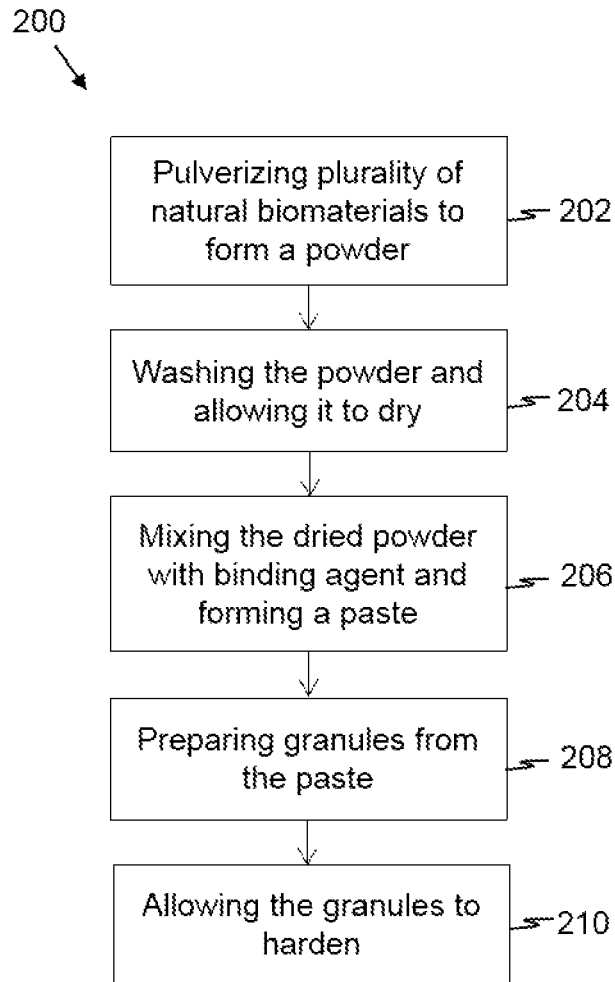 200
Pulverizing plurality of
natural biomaterials to
form a powder
202
Washing the powder and
allowing it to dry
204
Mixing the dried powder
with binding agent and
forming a paste
206
Preparing granules from
the paste
208
Allowing the granules to
harden
210